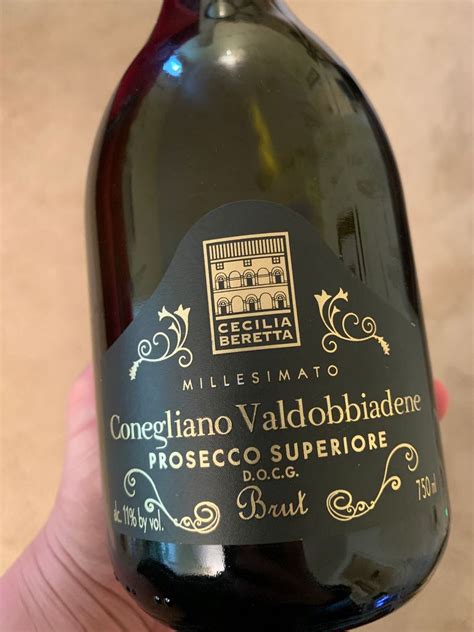 CECILIA
BERETTA
MILLESIMATO
Conegliano Valdobbiadene
PROSECCO SUPERIORE
D.O.C.G.
Brut
alc. 11% by vol.
750 ml